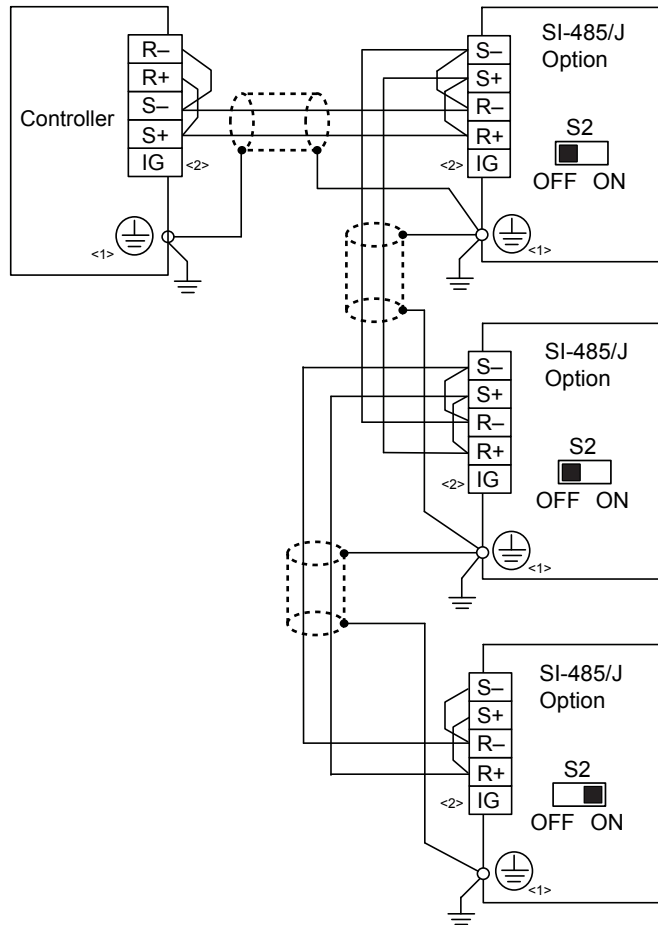 Controller
R–
R+
S–
S+
IG
<2>
<1>
SI-485/J
Option
S–
S+
R–
R+
IG
<2>
S2
OFF ON
<1>
SI-485/J
Option
S–
S+
R–
R+
IG
<2>
S2
OFF ON
<1>
SI-485/J
Option
S–
S+
R–
R+
IG
<2>
S2
OFF ON
<1>